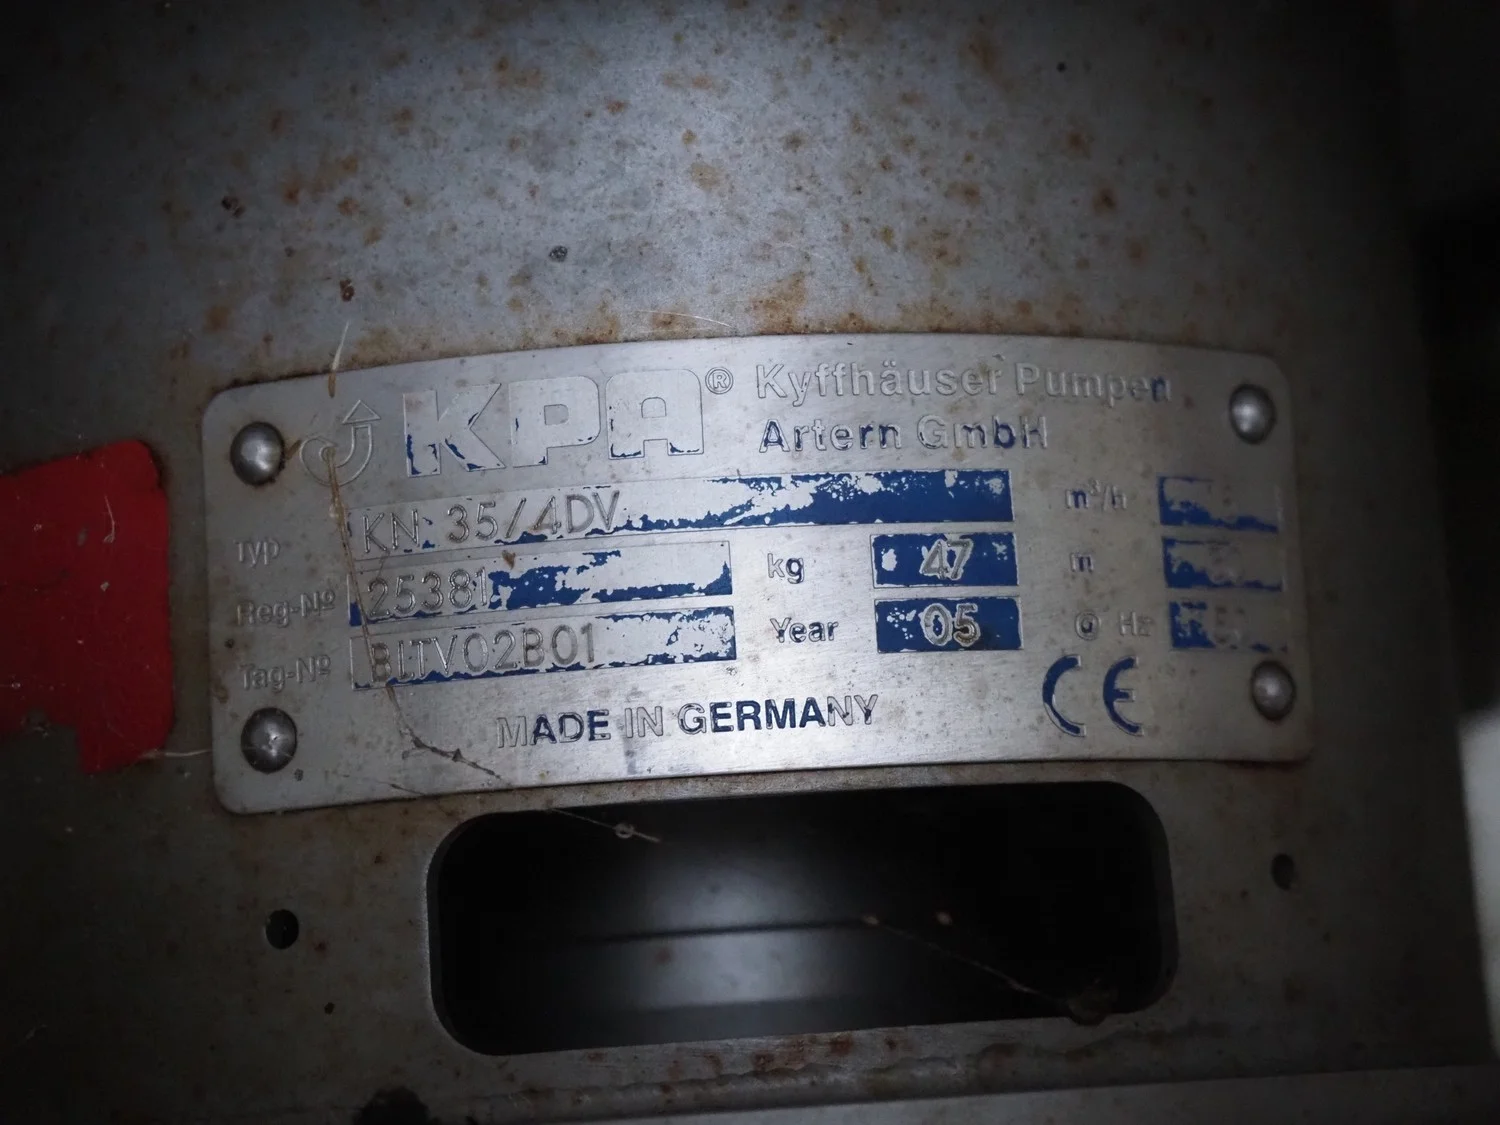 KPA® Kyffhäuser Pumpen
Artern GmbH
Typ KN 35/4DV m³/h
Reg-Nº 25381 kg 47 m
Tag-Nº Year 05 Hz
MADE IN GERMANY CE